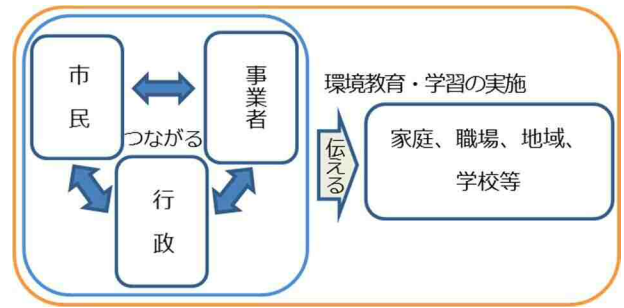 市民
事業者
つながる
行政
伝える
環境教育・学習の実施
家庭、職場、地域、
学校等